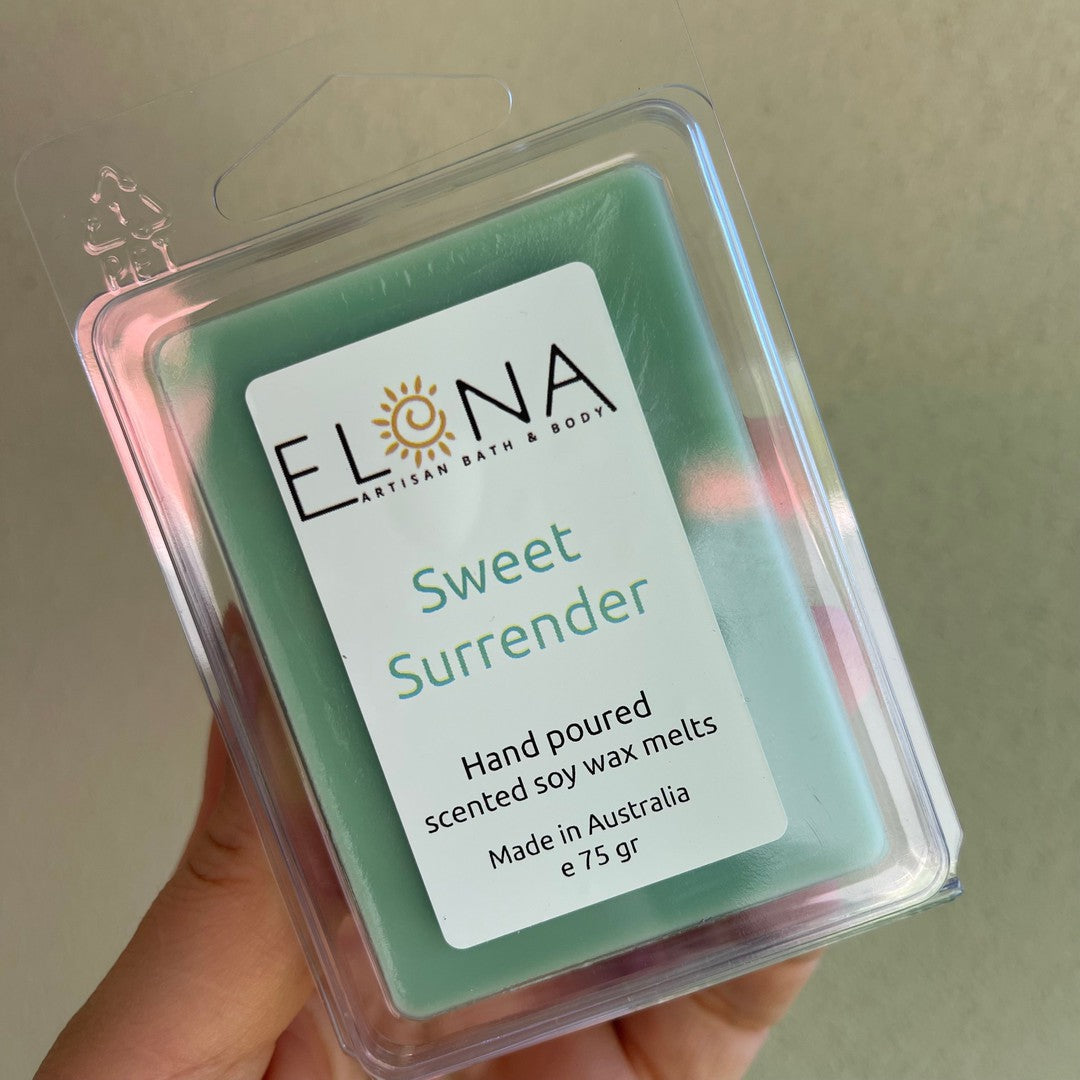 ELONA
ARTISAN BATH & BODY
Sweet
Surrender
Hand poured
scented soy wax melts
Made in Australia
e 75 gr